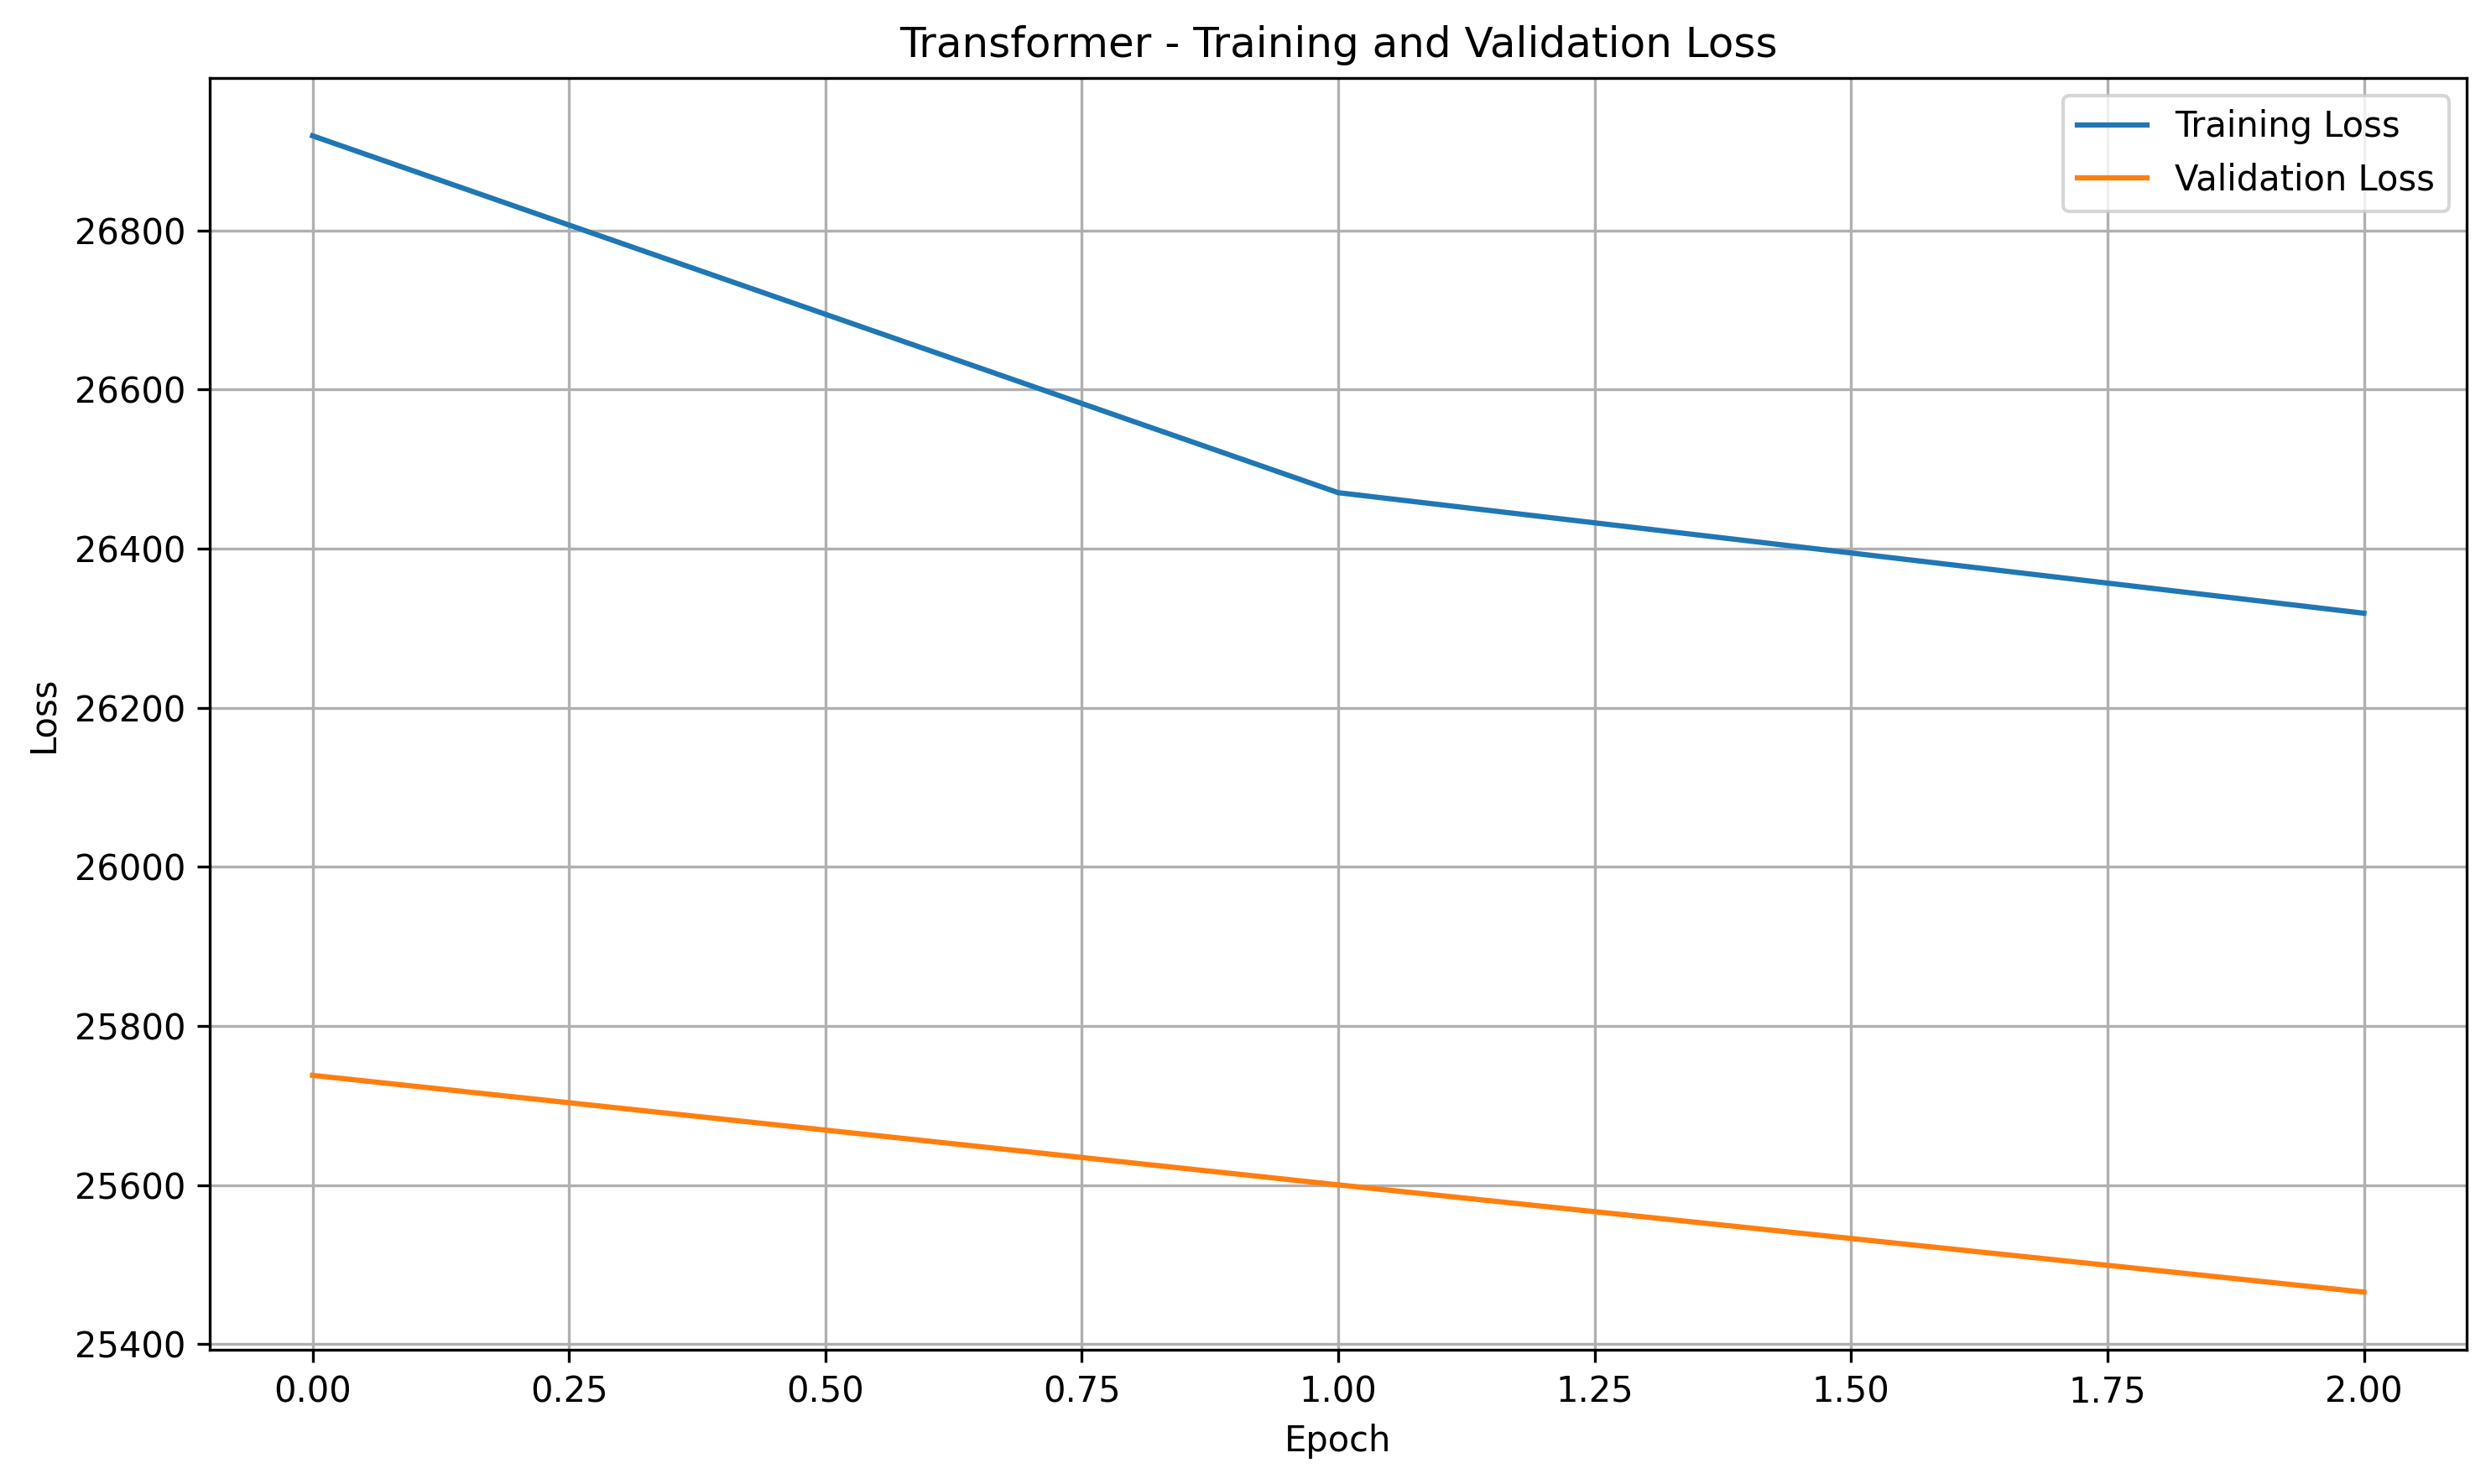 Transformer - Training and Validation Loss
Training Loss
Validation Loss
26800
26600
26400
26200
26000
25800
25600
25400
Loss
0.00 0.25 0.50 0.75 1.00 1.25 1.50 1.75 2.00
Epoch